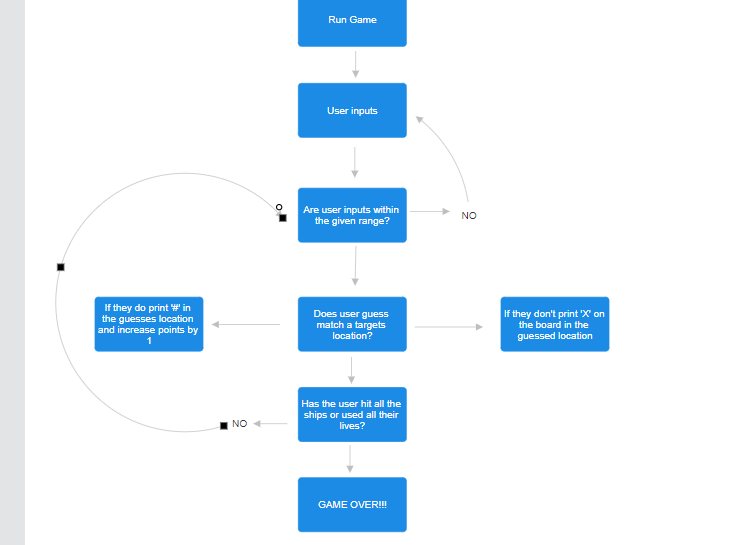 Run Game
User inputs
Are user inputs within
the given range?
NO
If they do print '#' in
the guesses location
and increase points by
1
Does user guess
match a targets
location?
If they don't print 'X' on
the board in the
guessed location
Has the user hit all the
ships or used all their
lives?
NO
GAME OVER!!!